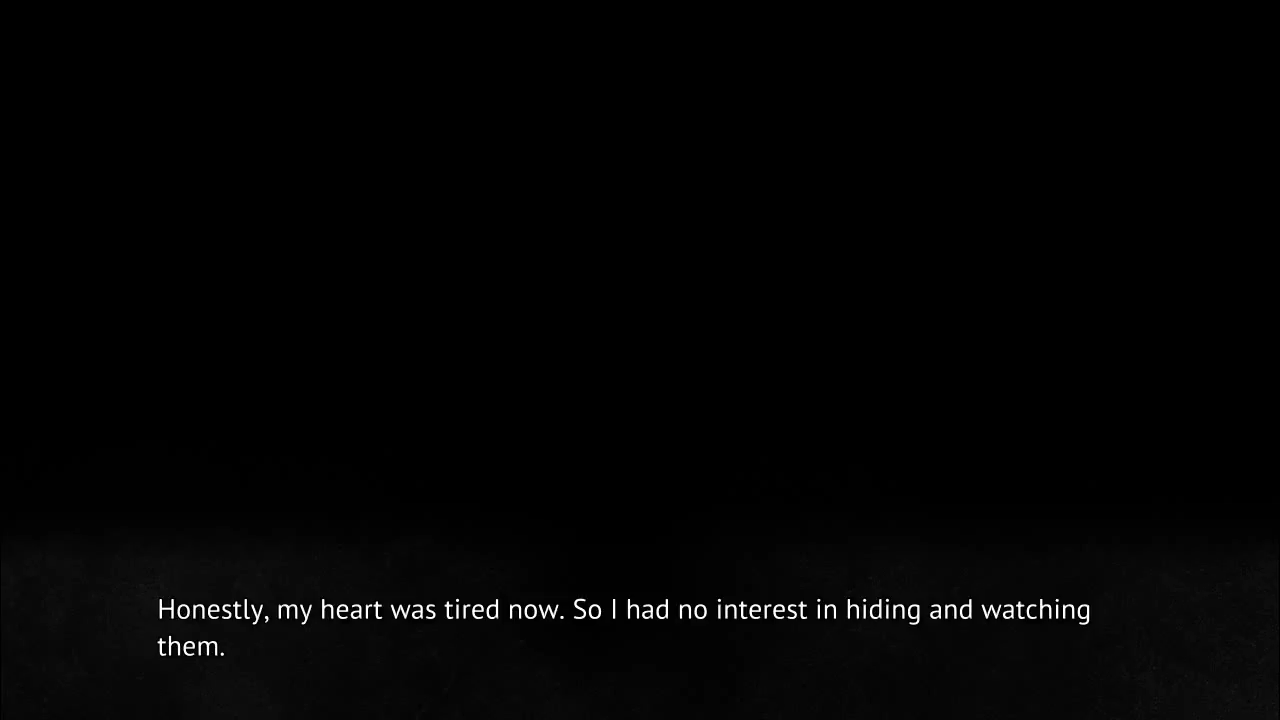 Honestly, my heart was tired now. So I had no interest in hiding and watching
them.